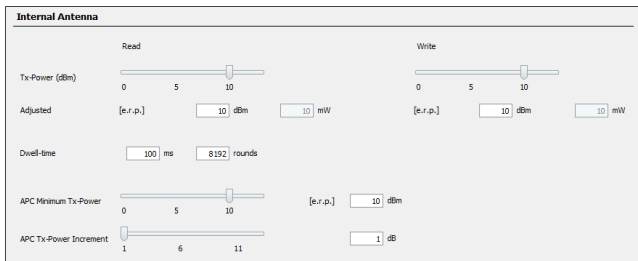 Internal Antenna
Read Write
Tx-Power (dBm)
0 5 10 0 5 10
Adjusted [e.r.p.] 10 dBm 10 mW [e.r.p.] 10 dBm 10 mW
Dwell-time 100 ms 8192 rounds
APC Minimum Tx-Power [e.r.p.] 10 dBm
0 5 10
APC Tx-Power Increment 1 dB
1 6 11